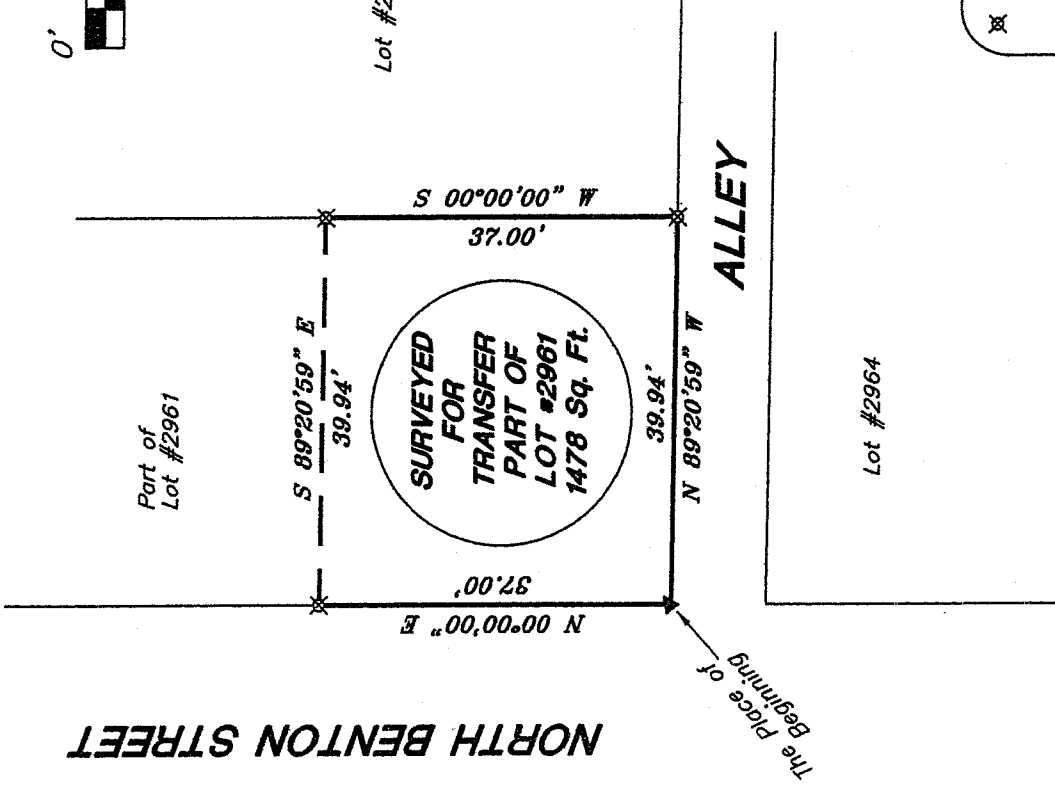 0'
Lot #2
Part of
Lot #2961
S 89°20'59" E
39.94'
S 00°00'00" W
37.00'
SURVEYED
FOR
TRANSFER
PART OF
LOT #2961
1478 Sq. Ft.
37.00'
N 00°00'00" E
39.94'
N 89°20'59" W
ALLEY
Lot #2964
The Place of
Beginning
NORTH BENTON STREET